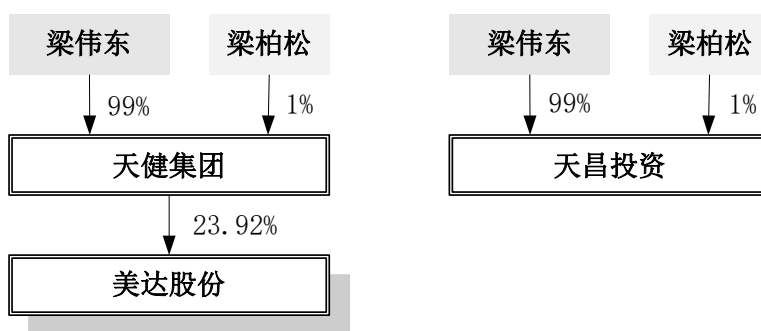 梁伟东
梁柏松
梁伟东
梁柏松
99%
1%
99%
1%
天健集团
天昌投资
23.92%
美达股份